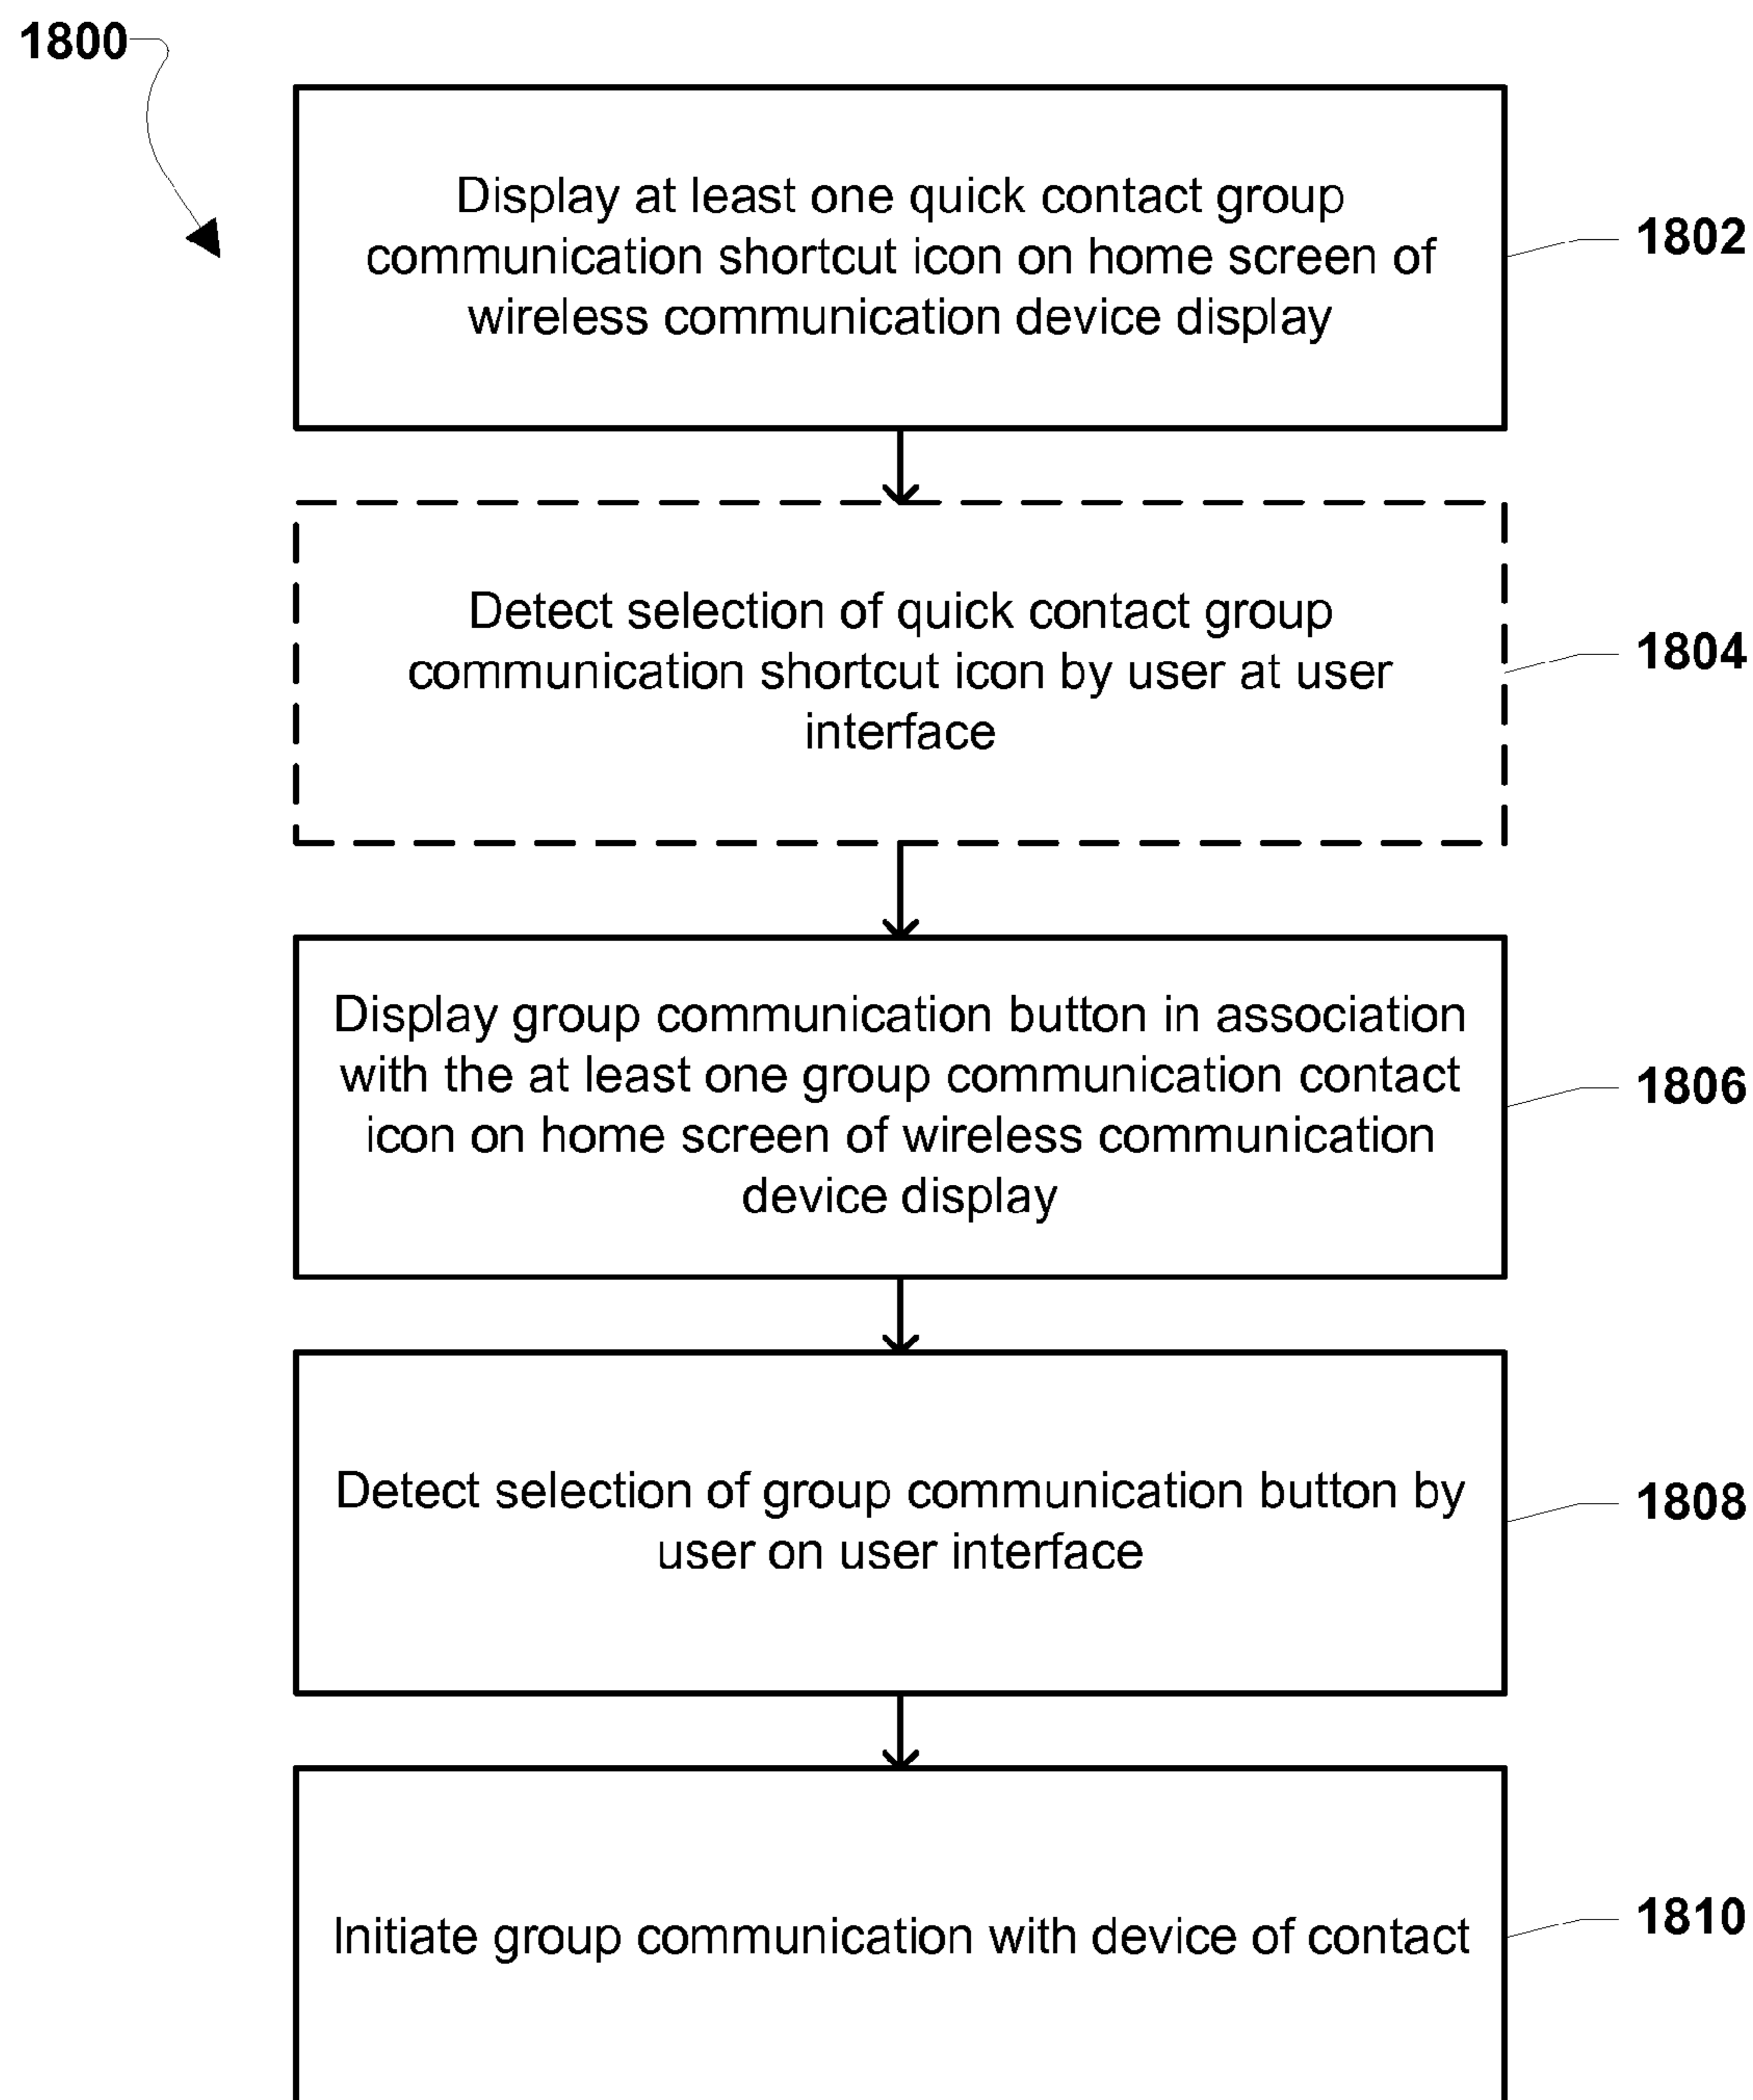 1800
Display at least one quick contact group
communication shortcut icon on home screen of
wireless communication device display
1802
Detect selection of quick contact group
communication shortcut icon by user at user
interface
1804
Display group communication button in association
with the at least one group communication contact
icon on home screen of wireless communication
device display
1806
Detect selection of group communication button by
user on user interface
1808
Initiate group communication with device of contact
1810